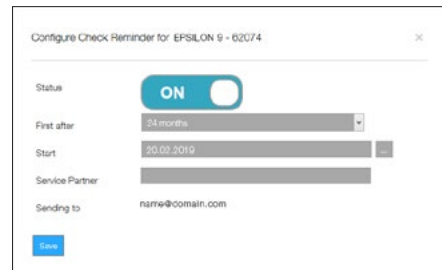 Configure Check Reminder for EPSILON 9 - 62074 ×
Status ON
First after 24 months
Start 20.02.2019 ...
Service Partner
Sending to name@domain.com
Save